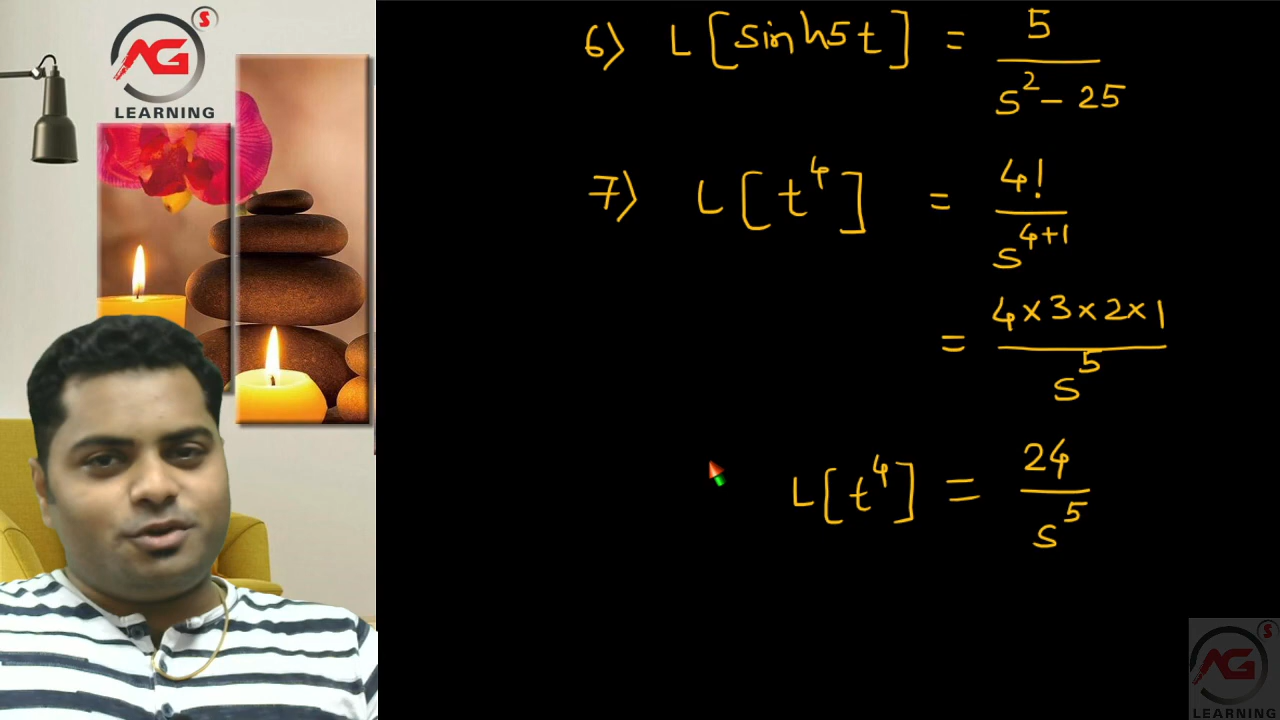 AG
S
LEARNING
6) L[sinh5t] = 5 / s² - 25
7) L[t⁴] = 4! / s⁴⁺¹
= 4×3×2×1 / s⁵
L[t⁴] = 24 / s⁵
AG
S
LEARNING